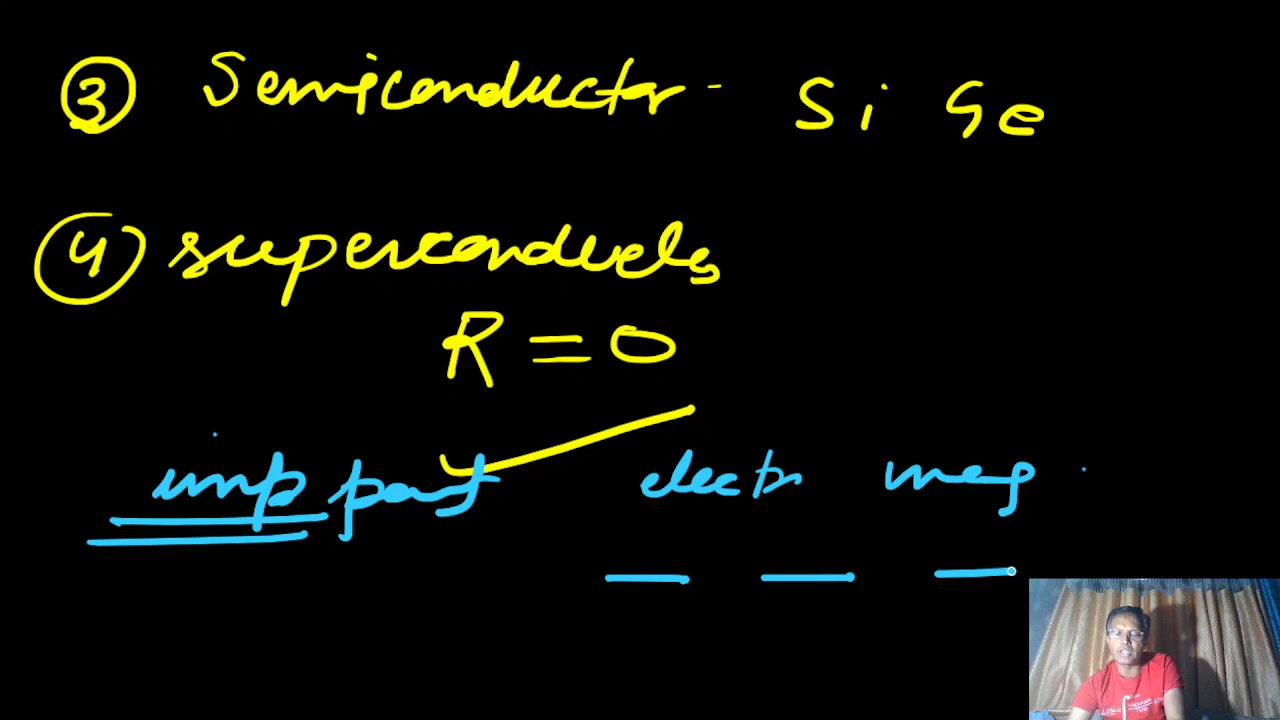 ③ Semiconductor - Si Ge
④ superconducts
R = 0
imp part electr mag